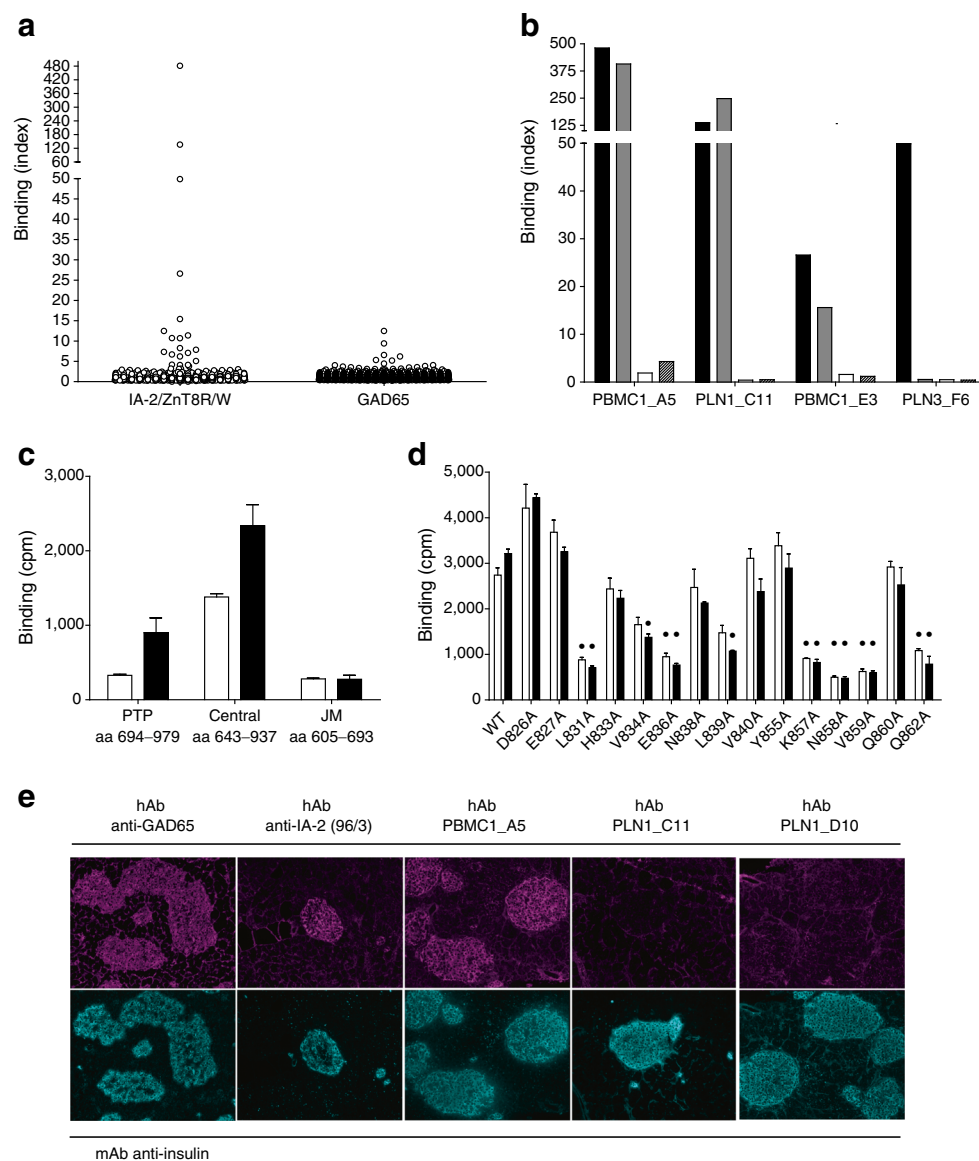 a
Binding (index)
480
420
360
300
240
180
120
60
50
45
40
35
30
25
20
15
10
5
0
IA-2/ZnT8R/W
GAD65
b
Binding (index)
500
375
250
125
50
40
30
20
10
0
PBMC1_A5
PLN1_C11
PBMC1_E3
PLN3_F6
c
Binding (cpm)
3,000
2,000
1,000
0
PTP
aa 694–979
Central
aa 643–937
JM
aa 605–693
d
Binding (cpm)
5,000
4,000
3,000
2,000
1,000
0
WT
D826A
E827A
L831A
H833A
V834A
E836A
N838A
L839A
V840A
Y855A
K857A
N858A
V859A
Q860A
Q862A
e
hAb
anti-GAD65
hAb
anti-IA-2 (96/3)
hAb
PBMC1_A5
hAb
PLN1_C11
hAb
PLN1_D10
mAb anti-insulin